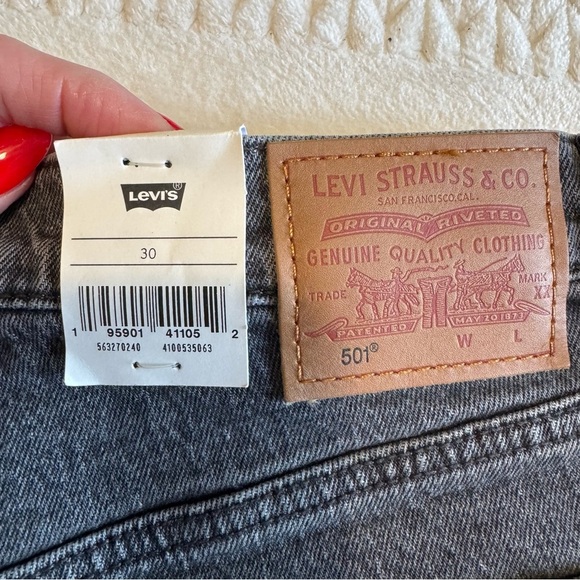 LEVI'S®
30
1 95901 41105 2
563270240 4100535063
LEVI STRAUSS & CO.
SAN FRANCISCO, CAL.
ORIGINAL RIVETED
GENUINE QUALITY CLOTHING
TRADE MARK
XX
PATENTED MAY 20 1873
501® W L